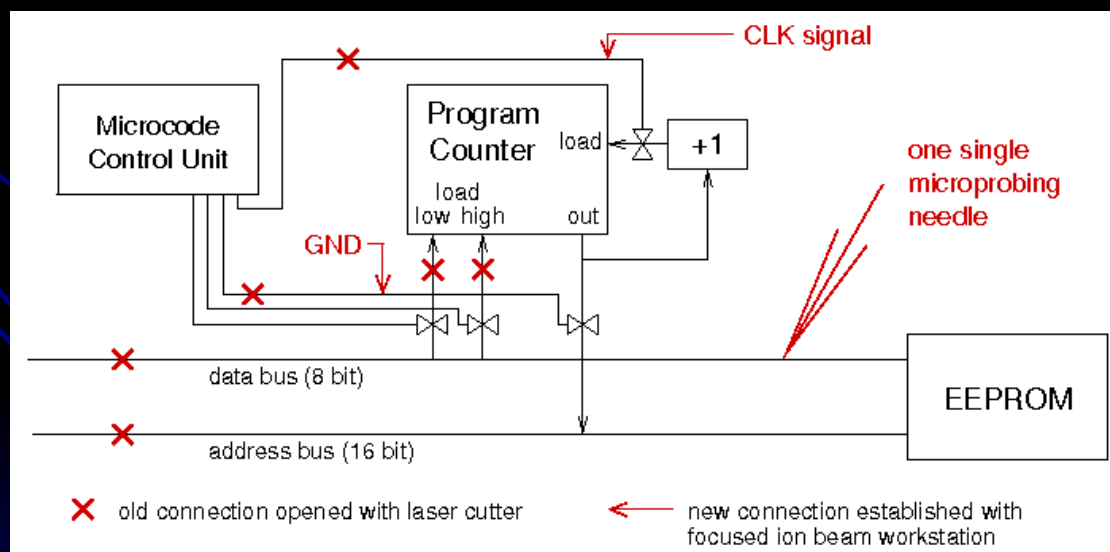 CLK signal
Microcode
Control Unit
Program
Counter
load
+1
one single
microprobing
needle
load
low high
out
GND
data bus (8 bit)
EEPROM
address bus (16 bit)
old connection opened with laser cutter
new connection established with
focused ion beam workstation